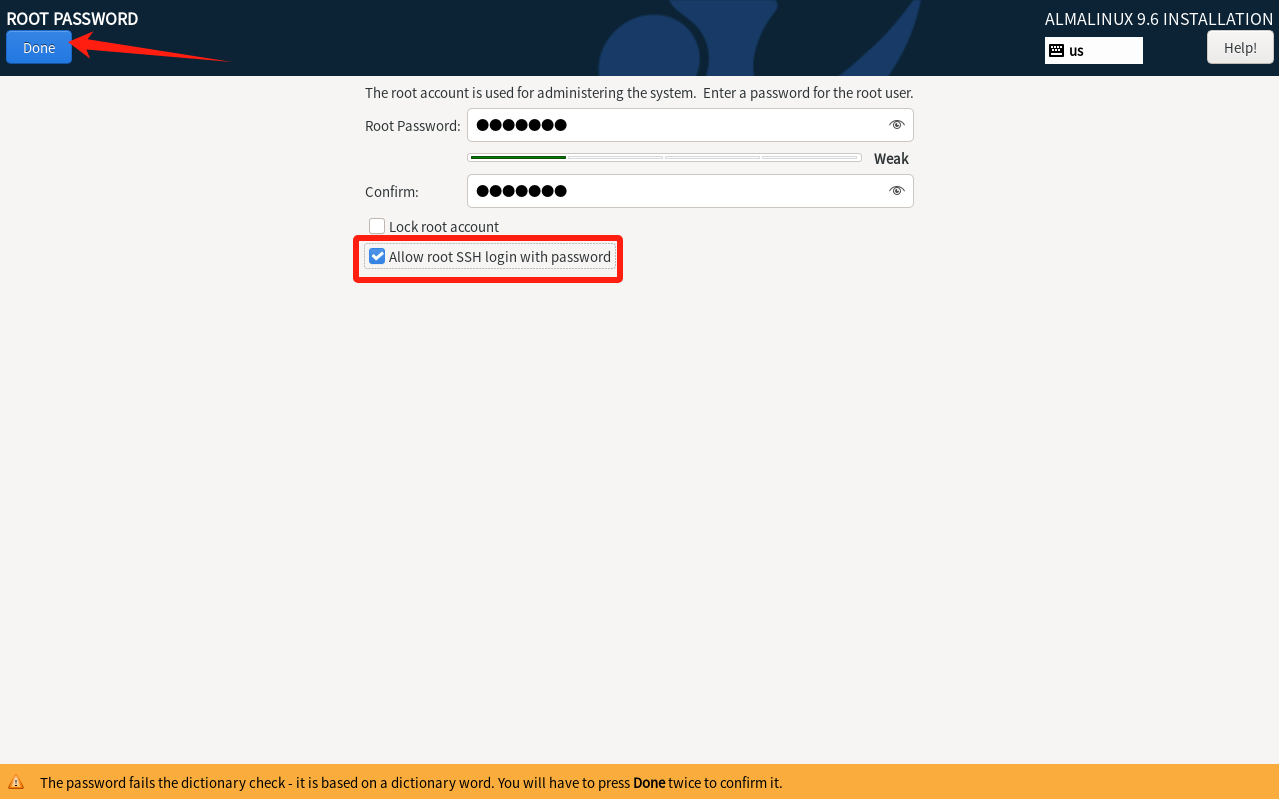 ROOT PASSWORD
ALMALINUX 9.6 INSTALLATION
Done
us
Help!
The root account is used for administering the system.  Enter a password for the root user.
Root Password: ●●●●●●●
Weak
Confirm: ●●●●●●●
Lock root account
Allow root SSH login with password
The password fails the dictionary check - it is based on a dictionary word. You will have to press Done twice to confirm it.